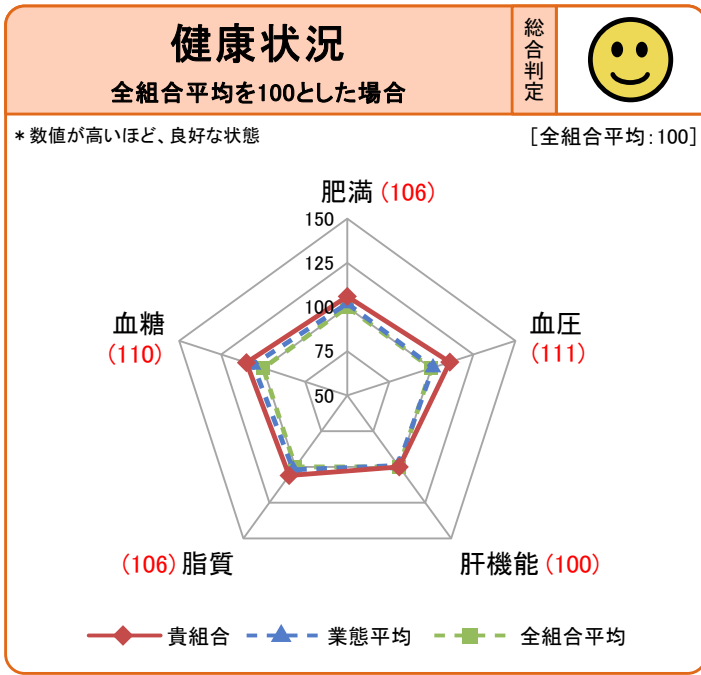 健康状況
全組合平均を100とした場合
総合判定
*数値が高いほど、良好な状態
[全組合平均:100]
肥満(106)
150
125
100
75
50
血糖
(110)
血圧
(111)
(106)脂質
肝機能(100)
貴組合
業態平均
全組合平均